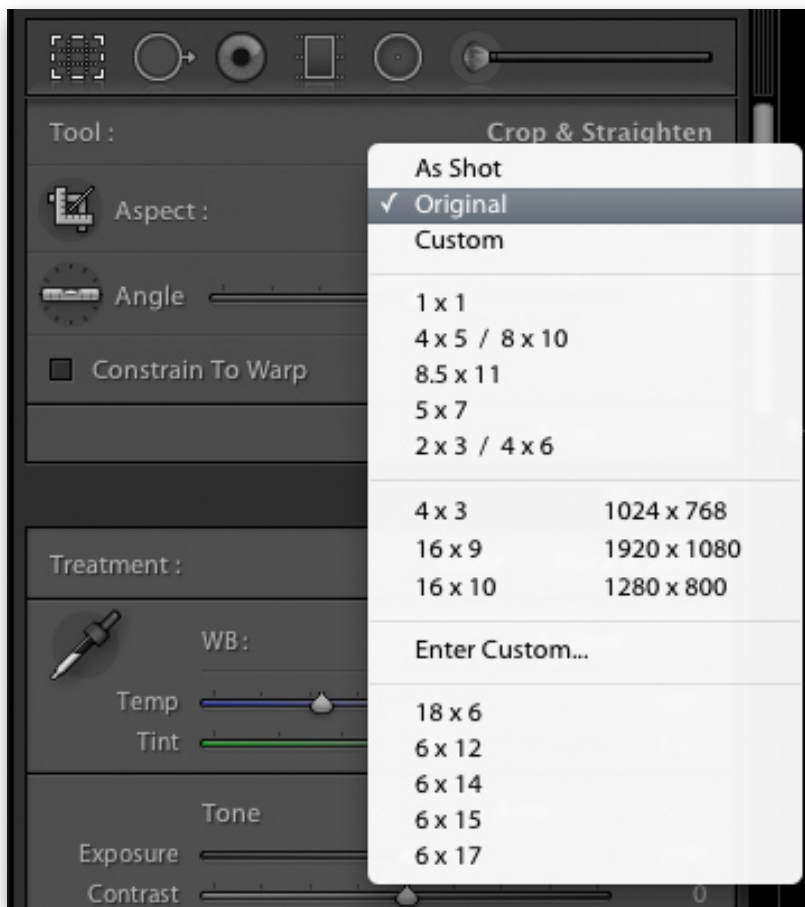 Tool :
Crop & Straighten
As Shot
Aspect :
✓ Original
Custom
Angle
1 x 1
4 x 5 / 8 x 10
Constrain To Warp
8.5 x 11
5 x 7
2 x 3 / 4 x 6
4 x 3 1024 x 768
16 x 9 1920 x 1080
Treatment :
16 x 10 1280 x 800
WB:
Enter Custom...
Temp
18 x 6
Tint
6 x 12
6 x 14
Tone
6 x 15
Exposure
6 x 17
Contrast 0